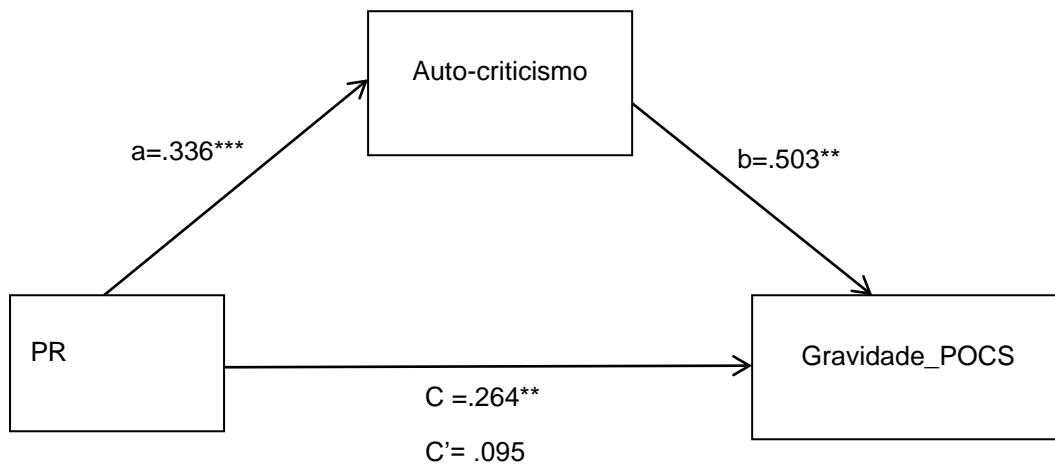 Auto-criticismo
a=.336***
b=.503**
PR
Gravidade_POCS
C =.264**
C'= .095